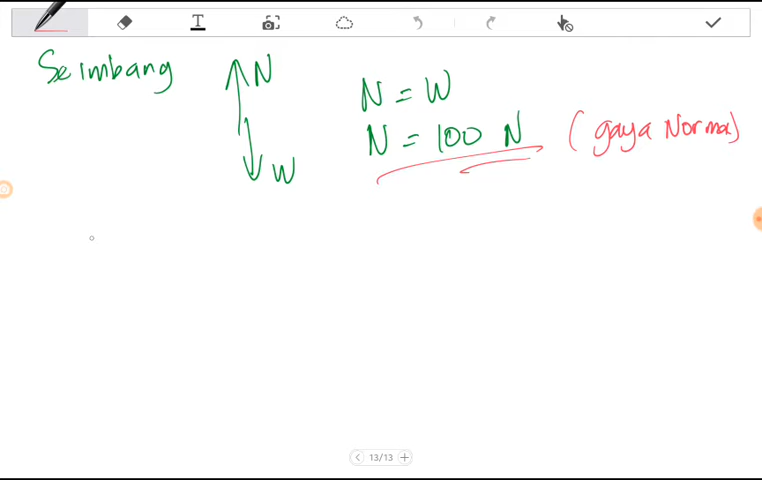 T
Seimbang
N
W
N = W
N = 100 N
(gaya Normal)
13/13